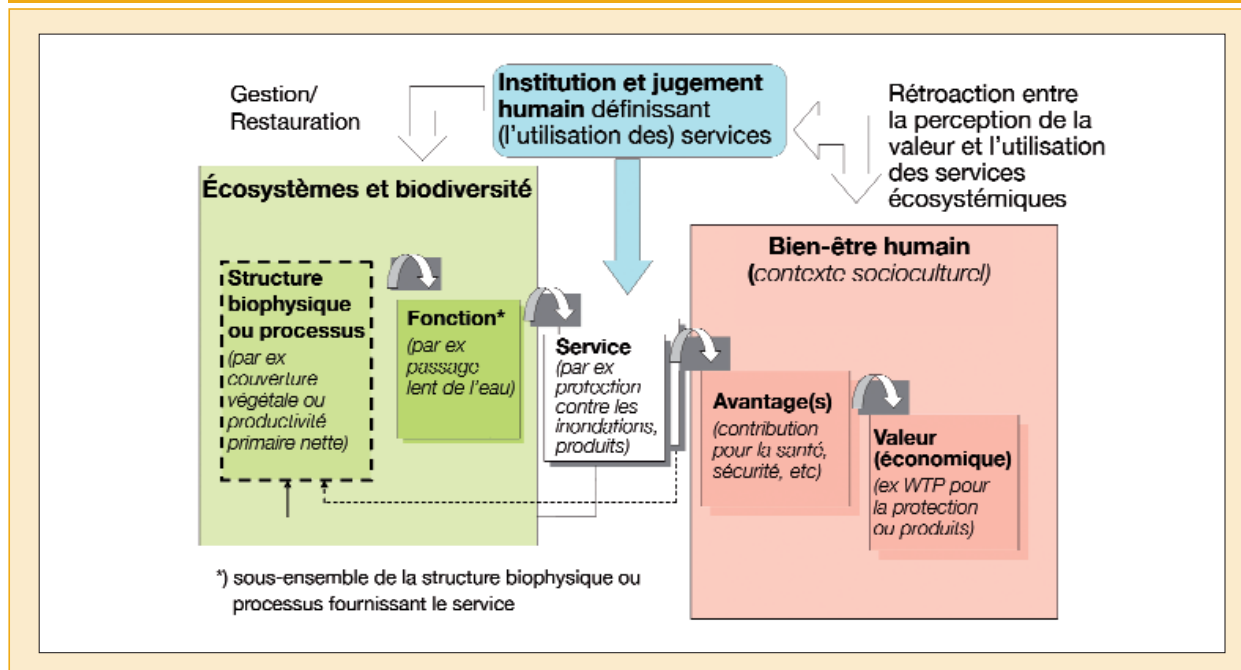 Gestion/
Restauration
Institution et jugement
humain définissant
(l'utilisation des) services
Rétroaction entre
la perception de la
valeur et l'utilisation
des services
écosystémiques
Écosystèmes et biodiversité
Structure
biophysique
ou processus
(par ex
couverture
végétale ou
productivité
primaire nette)
Fonction*
(par ex
passage
lent de l'eau)
Service
(par ex
protection
contre les
inondations,
produits)
Bien-être humain
(contexte socioculturel)
Avantage(s)
(contribution
pour la santé,
sécurité, etc)
Valeur
(économique)
(ex WTP pour
la protection
ou produits)
*) sous-ensemble de la structure biophysique ou
processus fournissant le service